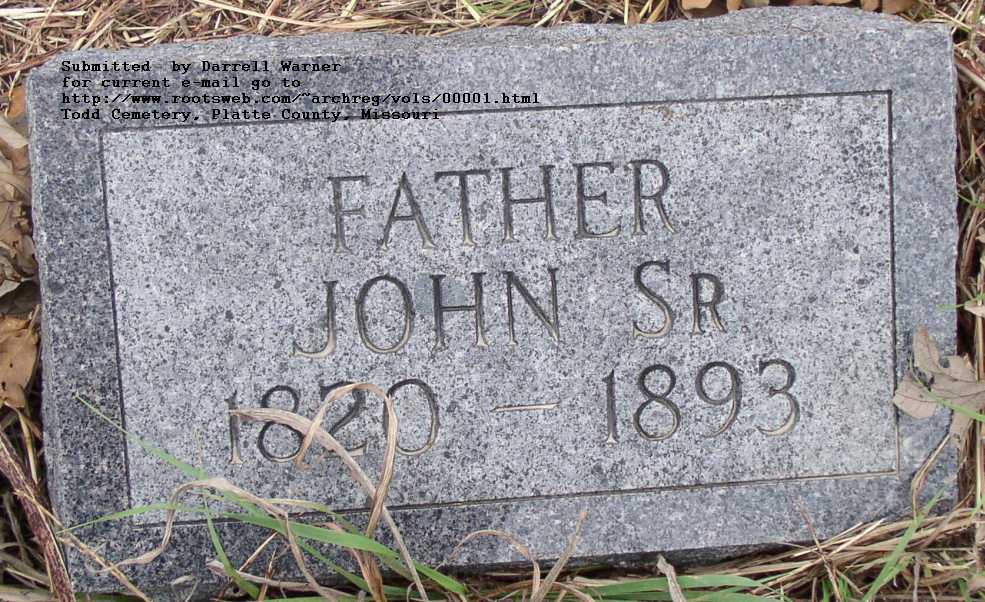 Submitted  by Darrell Warner
for current e-mail go to
http://www.rootsweb.com/~archreg/vols/00001.html
Todd Cemetery, Platte County, Missouri
FATHER
JOHN SR
1820 – 1893